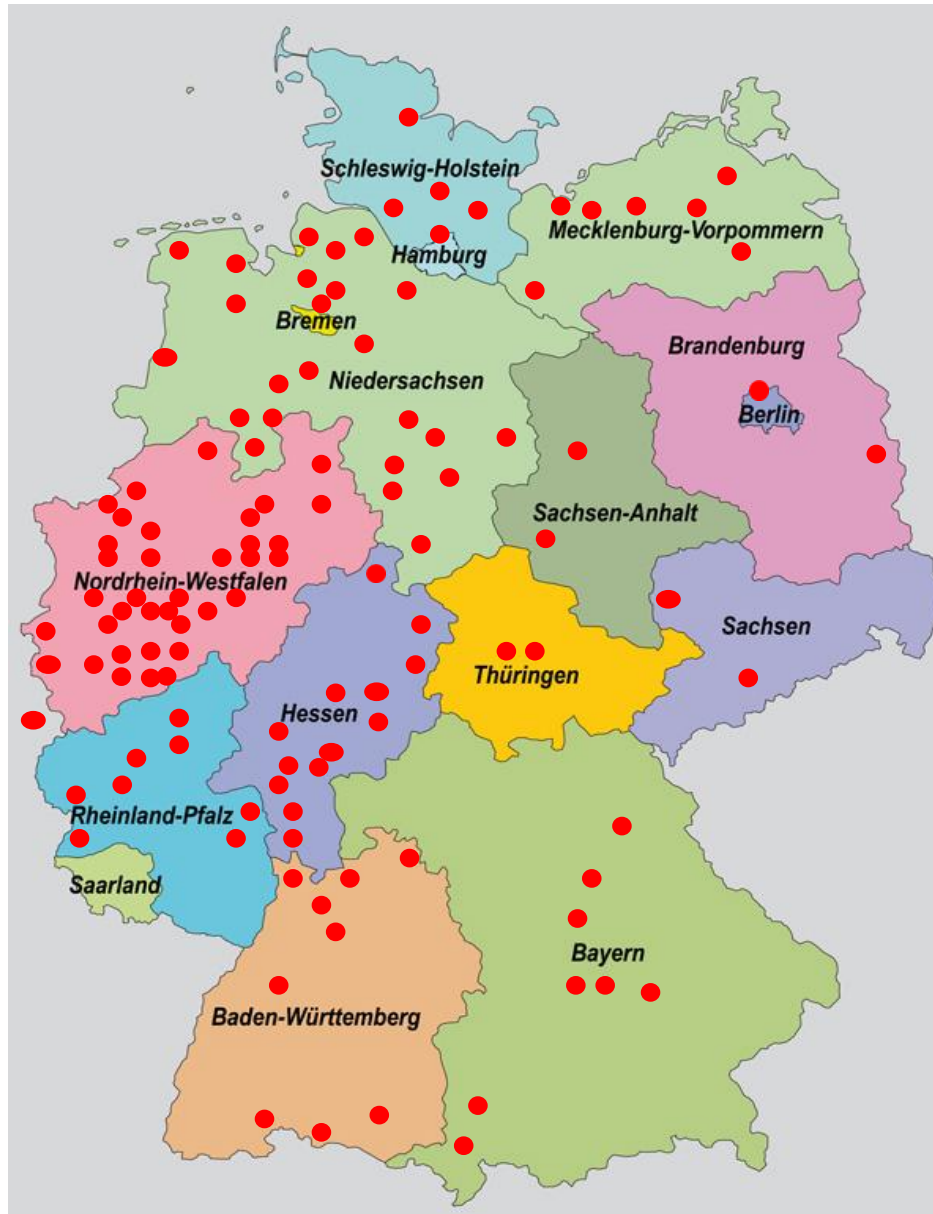 Schleswig-Holstein
Mecklenburg-Vorpommern
Hamburg
Bremen
Brandenburg
Niedersachsen
Berlin
Sachsen-Anhalt
Nordrhein-Westfalen
Sachsen
Thüringen
Hessen
Rheinland-Pfalz
Saarland
Bayern
Baden-Württemberg